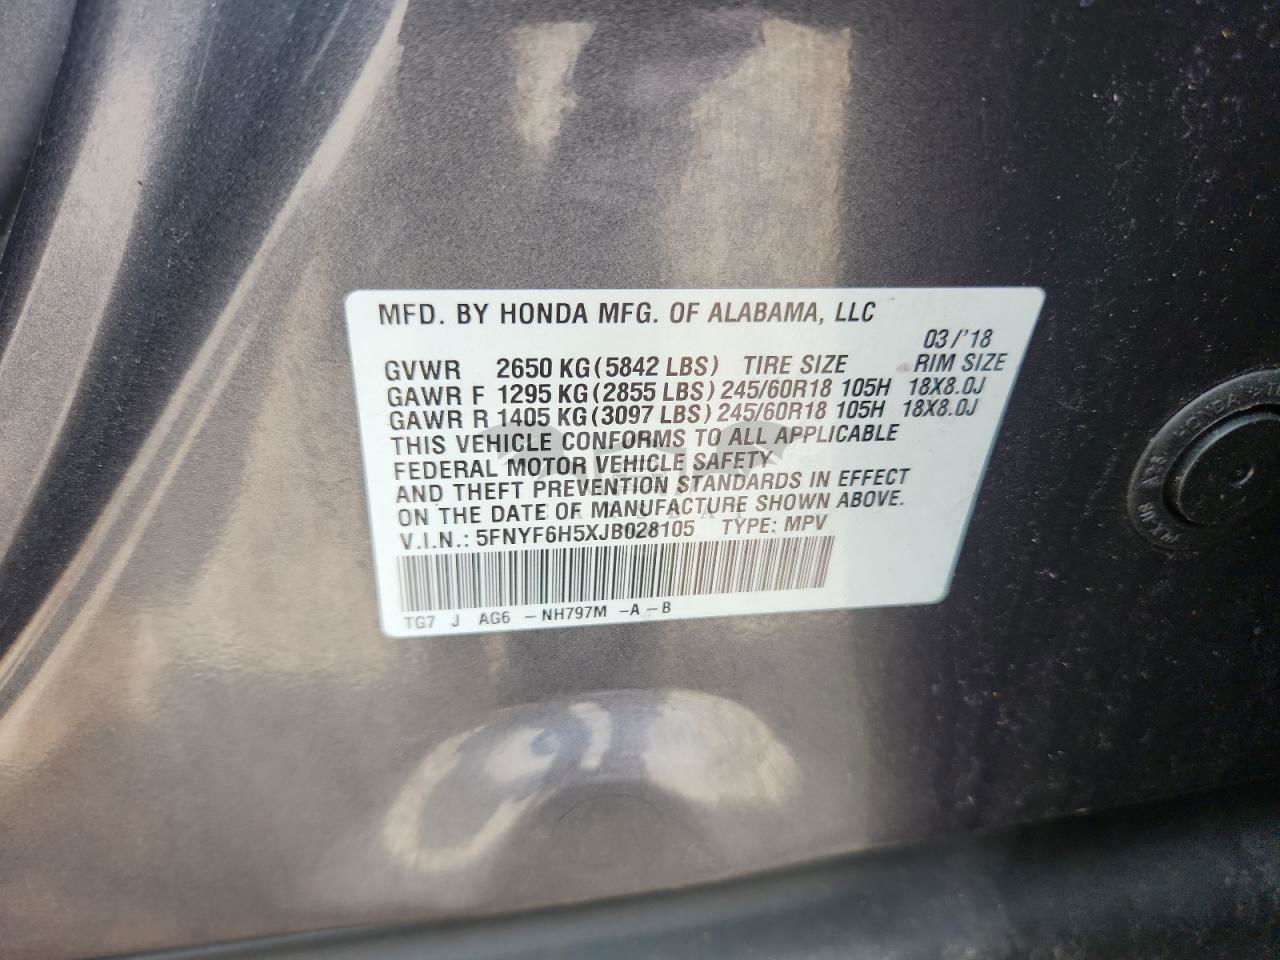 MFD. BY HONDA MFG. OF ALABAMA, LLC
03/'18
GVWR 2650 KG(5842 LBS) TIRE SIZE RIM SIZE
GAWR F 1295 KG(2855 LBS) 245/60R18 105H 18X8.0J
GAWR R 1405 KG(3097 LBS) 245/60R18 105H 18X8.0J
THIS VEHICLE CONFORMS TO ALL APPLICABLE
FEDERAL MOTOR VEHICLE SAFETY
AND THEFT PREVENTION STANDARDS IN EFFECT
ON THE DATE OF MANUFACTURE SHOWN ABOVE.
V.I.N.: 5FNYF6H5XJB028105 TYPE: MPV
TG7 J AG6 -NH797M -A-B
HONDA